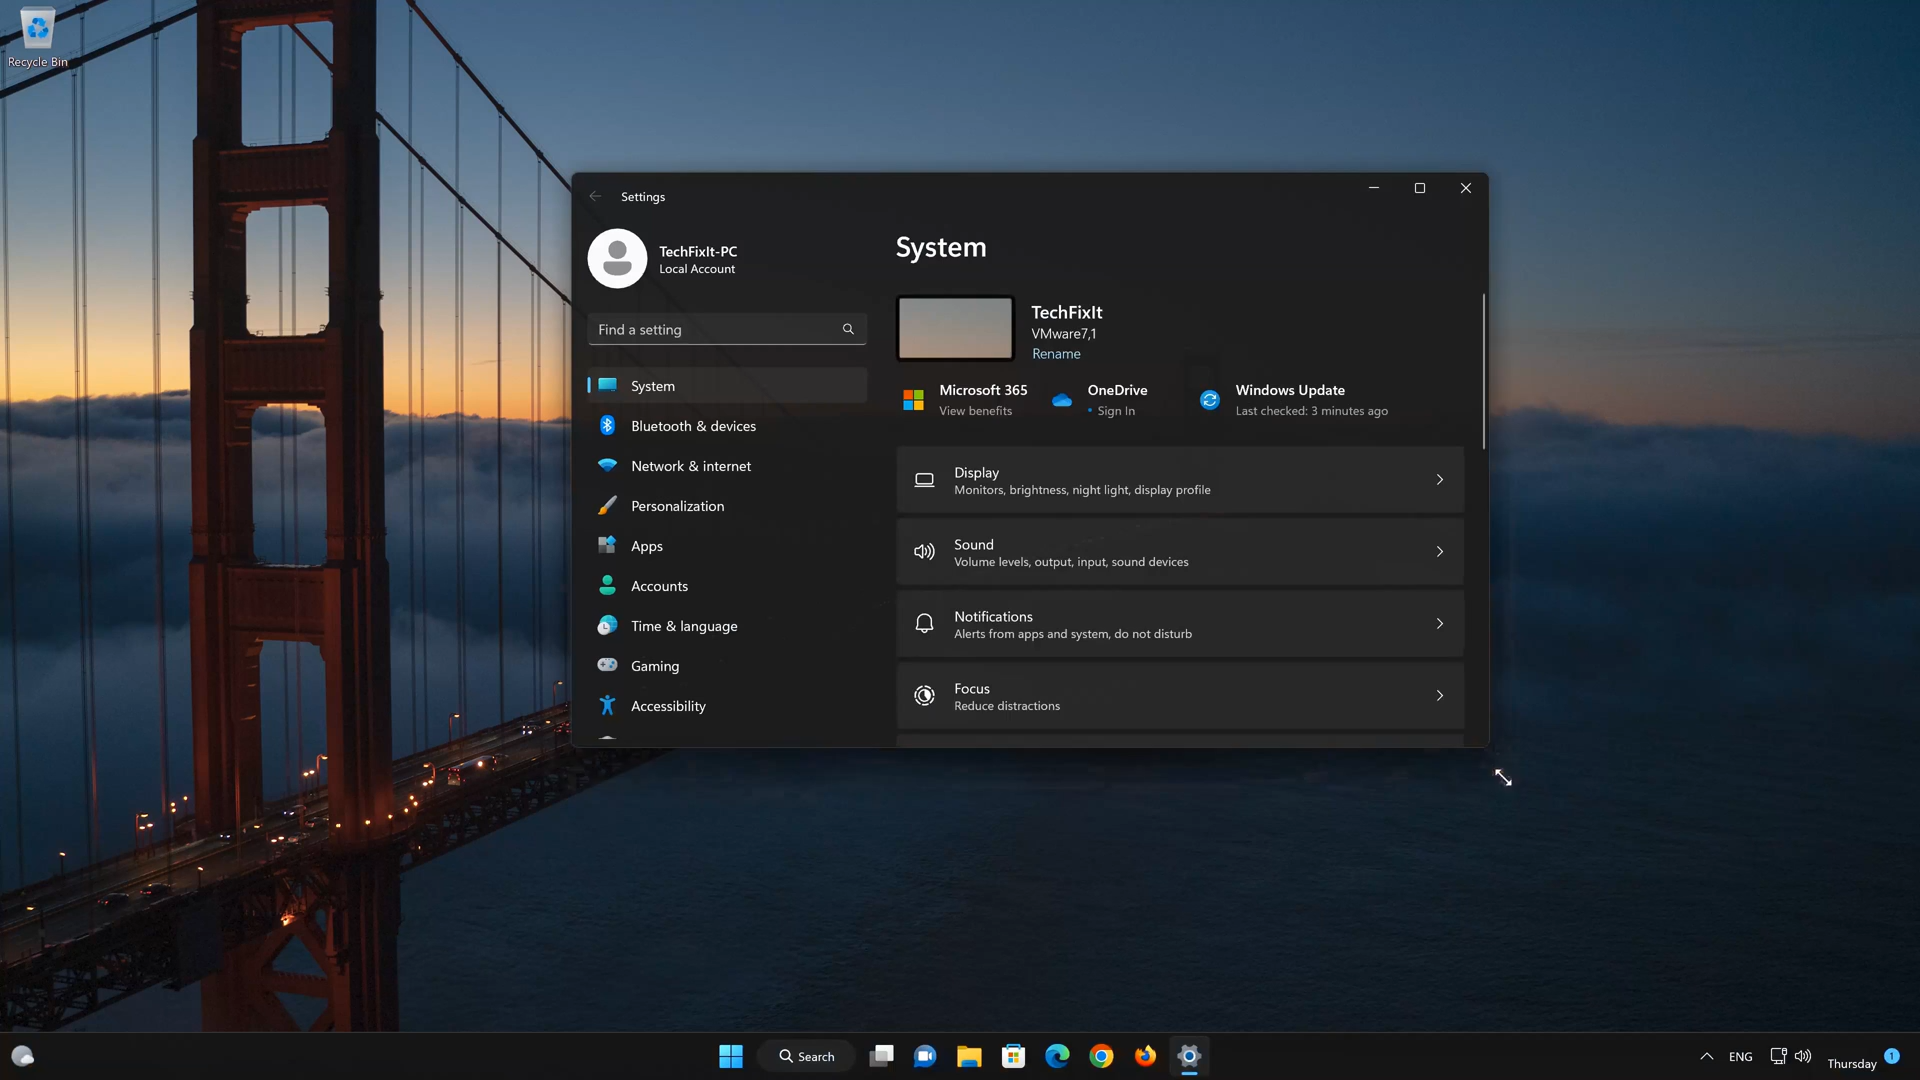 Recycle Bin
Settings
TechFixIt-PC
Local Account
Find a setting
System
Bluetooth & devices
Network & internet
Personalization
Apps
Accounts
Time & language
Gaming
Accessibility
System
TechFixIt
VMware7,1
Rename
Microsoft 365
View benefits
OneDrive
• Sign In
Windows Update
Last checked: 3 minutes ago
Display
Monitors, brightness, night light, display profile
Sound
Volume levels, output, input, sound devices
Notifications
Alerts from apps and system, do not disturb
Focus
Reduce distractions
Search
ENG
Thursday
1